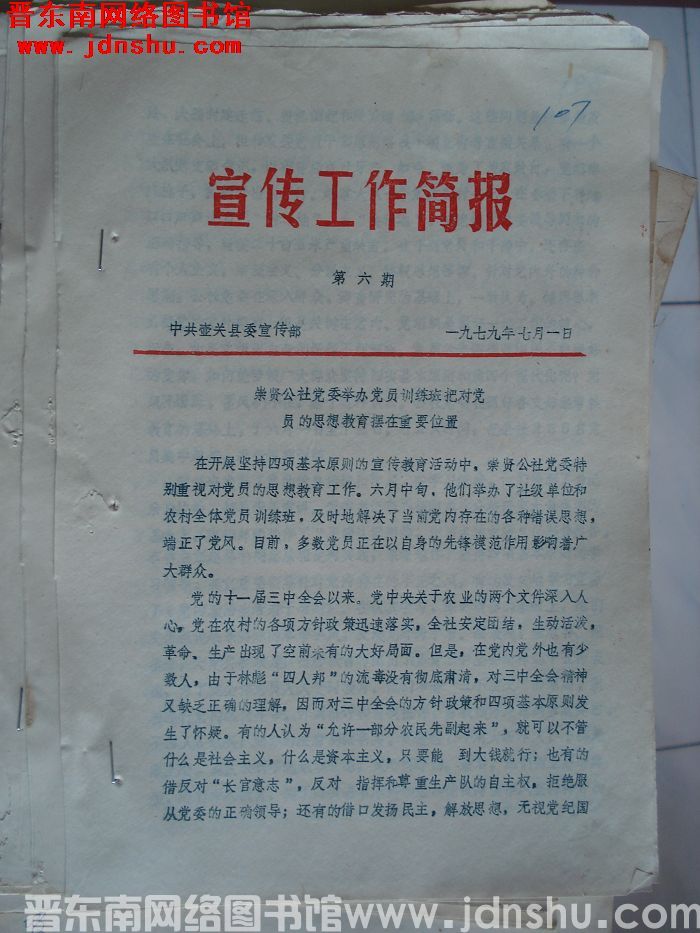 晋东南网络图书馆
www.jdnshu.com
107
宣传工作简报
第六期
中共壶关县委宣传部 一九七九年七月一日
崇贤公社党委举办党员训练班把对党
员的思想教育摆在重要位置
在开展坚持四项基本原则的宣传教育活动中，崇贤公社党委特
别重视对党员的思想教育工作。六月中旬，他们举办了社级单位和
农村全体党员训练班，及时地解决了当前党内存在的各种错误思想，
端正了党风。目前，多数党员正在以自身的先锋模范作用影响着广
大群众。
党的十一届三中全会以来。党中央关于农业的两个文件深入人
心，党在农村的各项方针政策迅速落实，全社安定团结，生动活泼，
革命、生产出现了空前未有的大好局面。但是，在党内党外也有少
数人，由于林彪“四人邦”的流毒没有彻底肃清，对三中全会精神
又缺乏正确的理解，因而对三中全会的方针政策和四项基本原则发
生了怀疑。有的人认为“允许一部分农民先副起来”，就可以不管
什么是社会主义，什么是资本主义，只要能 到大钱就行；也有的
借反对“长官意志”，反对 指挥和尊重生产队的自主权，拒绝服
从党委的正确领导；还有的借口发扬民主，解放思想，无视党纪国
晋东南网络图书馆www.jdnshu.com